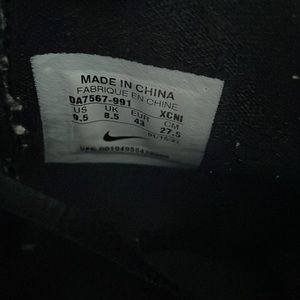 MADE IN CHINA
FABRIQUÉ EN CHINE
DA7567-991 XCNI
US UK EUR CM
9.5 8.5 43 27.5